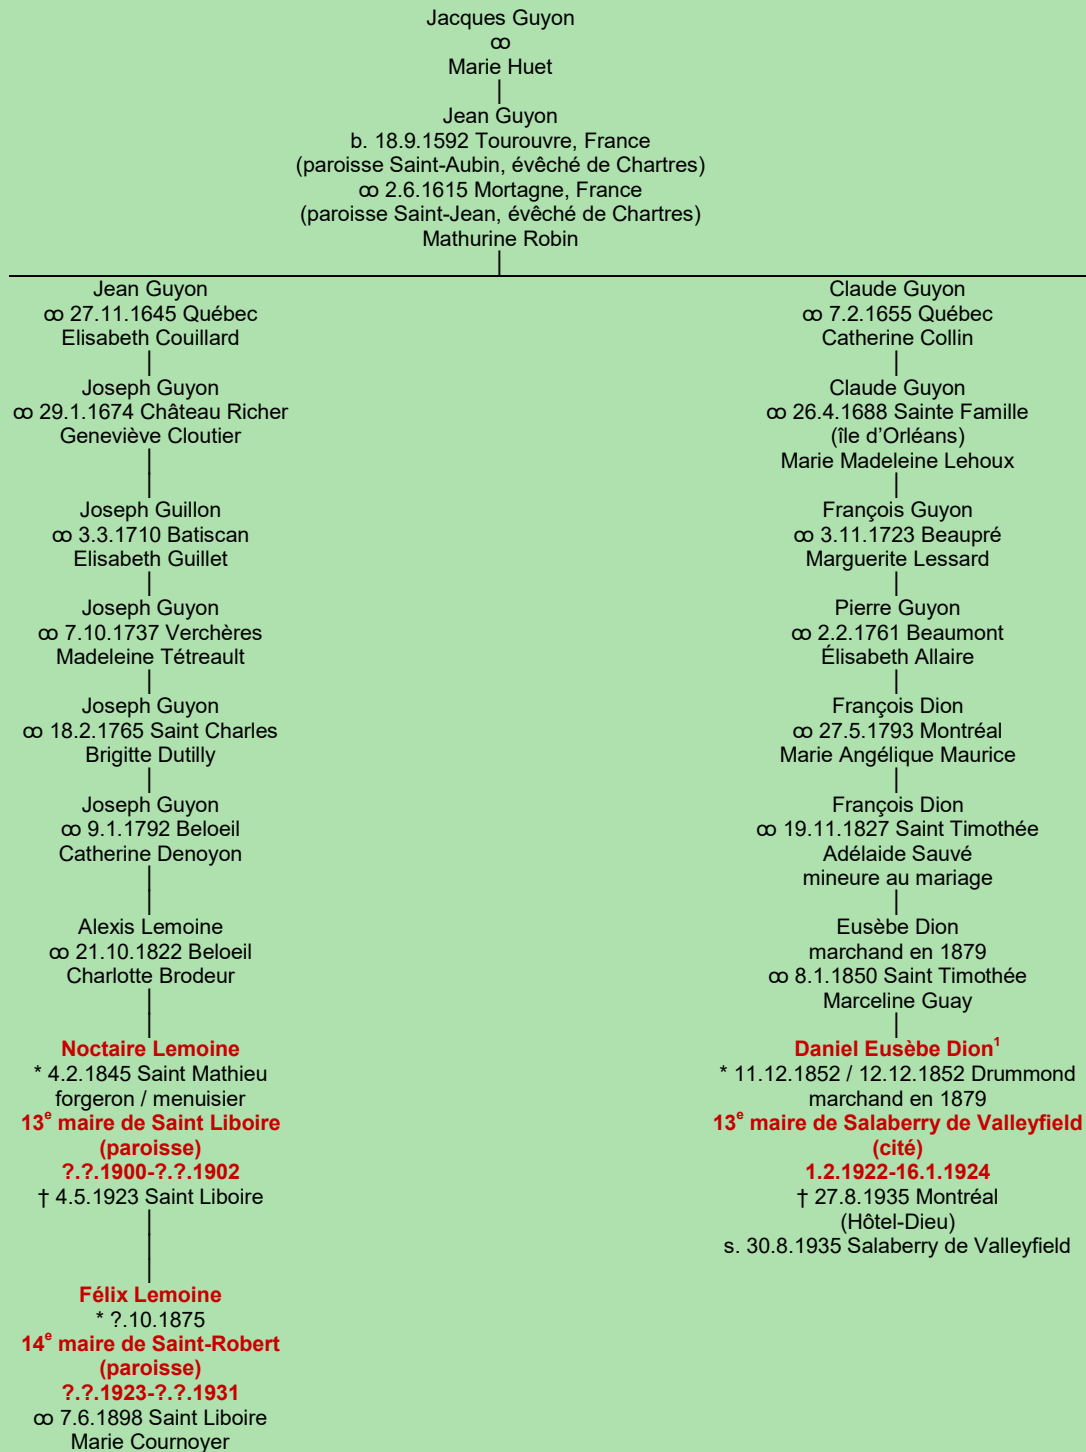 Jacques Guyon
ꝏ
Marie Huet
Jean Guyon
b. 18.9.1592 Tourouvre, France
(paroisse Saint-Aubin, évêché de Chartres)
ꝏ 2.6.1615 Mortagne, France
(paroisse Saint-Jean, évêché de Chartres)
Mathurine Robin
Jean Guyon
ꝏ 27.11.1645 Québec
Elisabeth Couillard
Joseph Guyon
ꝏ 29.1.1674 Château Richer
Geneviève Cloutier
Joseph Guillon
ꝏ 3.3.1710 Batiscan
Elisabeth Guillet
Joseph Guyon
ꝏ 7.10.1737 Verchères
Madeleine Tétreault
Joseph Guyon
ꝏ 18.2.1765 Saint Charles
Brigitte Dutilly
Joseph Guyon
ꝏ 9.1.1792 Beloeil
Catherine Denoyon
Alexis Lemoine
ꝏ 21.10.1822 Beloeil
Charlotte Brodeur
Noctaire Lemoine
* 4.2.1845 Saint Mathieu
forgeron / menuisier
13e maire de Saint Liboire
(paroisse)
?.?.1900-?.?.1902
† 4.5.1923 Saint Liboire
Félix Lemoine
* ?.10.1875
14e maire de Saint-Robert
(paroisse)
?.?.1923-?.?.1931
ꝏ 7.6.1898 Saint Liboire
Marie Cournoyer
Claude Guyon
ꝏ 7.2.1655 Québec
Catherine Collin
Claude Guyon
ꝏ 26.4.1688 Sainte Famille
(île d'Orléans)
Marie Madeleine Lehoux
François Guyon
ꝏ 3.11.1723 Beaupré
Marguerite Lessard
Pierre Guyon
ꝏ 2.2.1761 Beaumont
Élisabeth Allaire
François Dion
ꝏ 27.5.1793 Montréal
Marie Angélique Maurice
François Dion
ꝏ 19.11.1827 Saint Timothée
Adélaide Sauvé
mineure au mariage
Eusèbe Dion
marchand en 1879
ꝏ 8.1.1850 Saint Timothée
Marceline Guay
Daniel Eusèbe Dion1
* 11.12.1852 / 12.12.1852 Drummond
marchand en 1879
13e maire de Salaberry de Valleyfield
(cité)
1.2.1922-16.1.1924
† 27.8.1935 Montréal
(Hôtel-Dieu)
s. 30.8.1935 Salaberry de Valleyfield